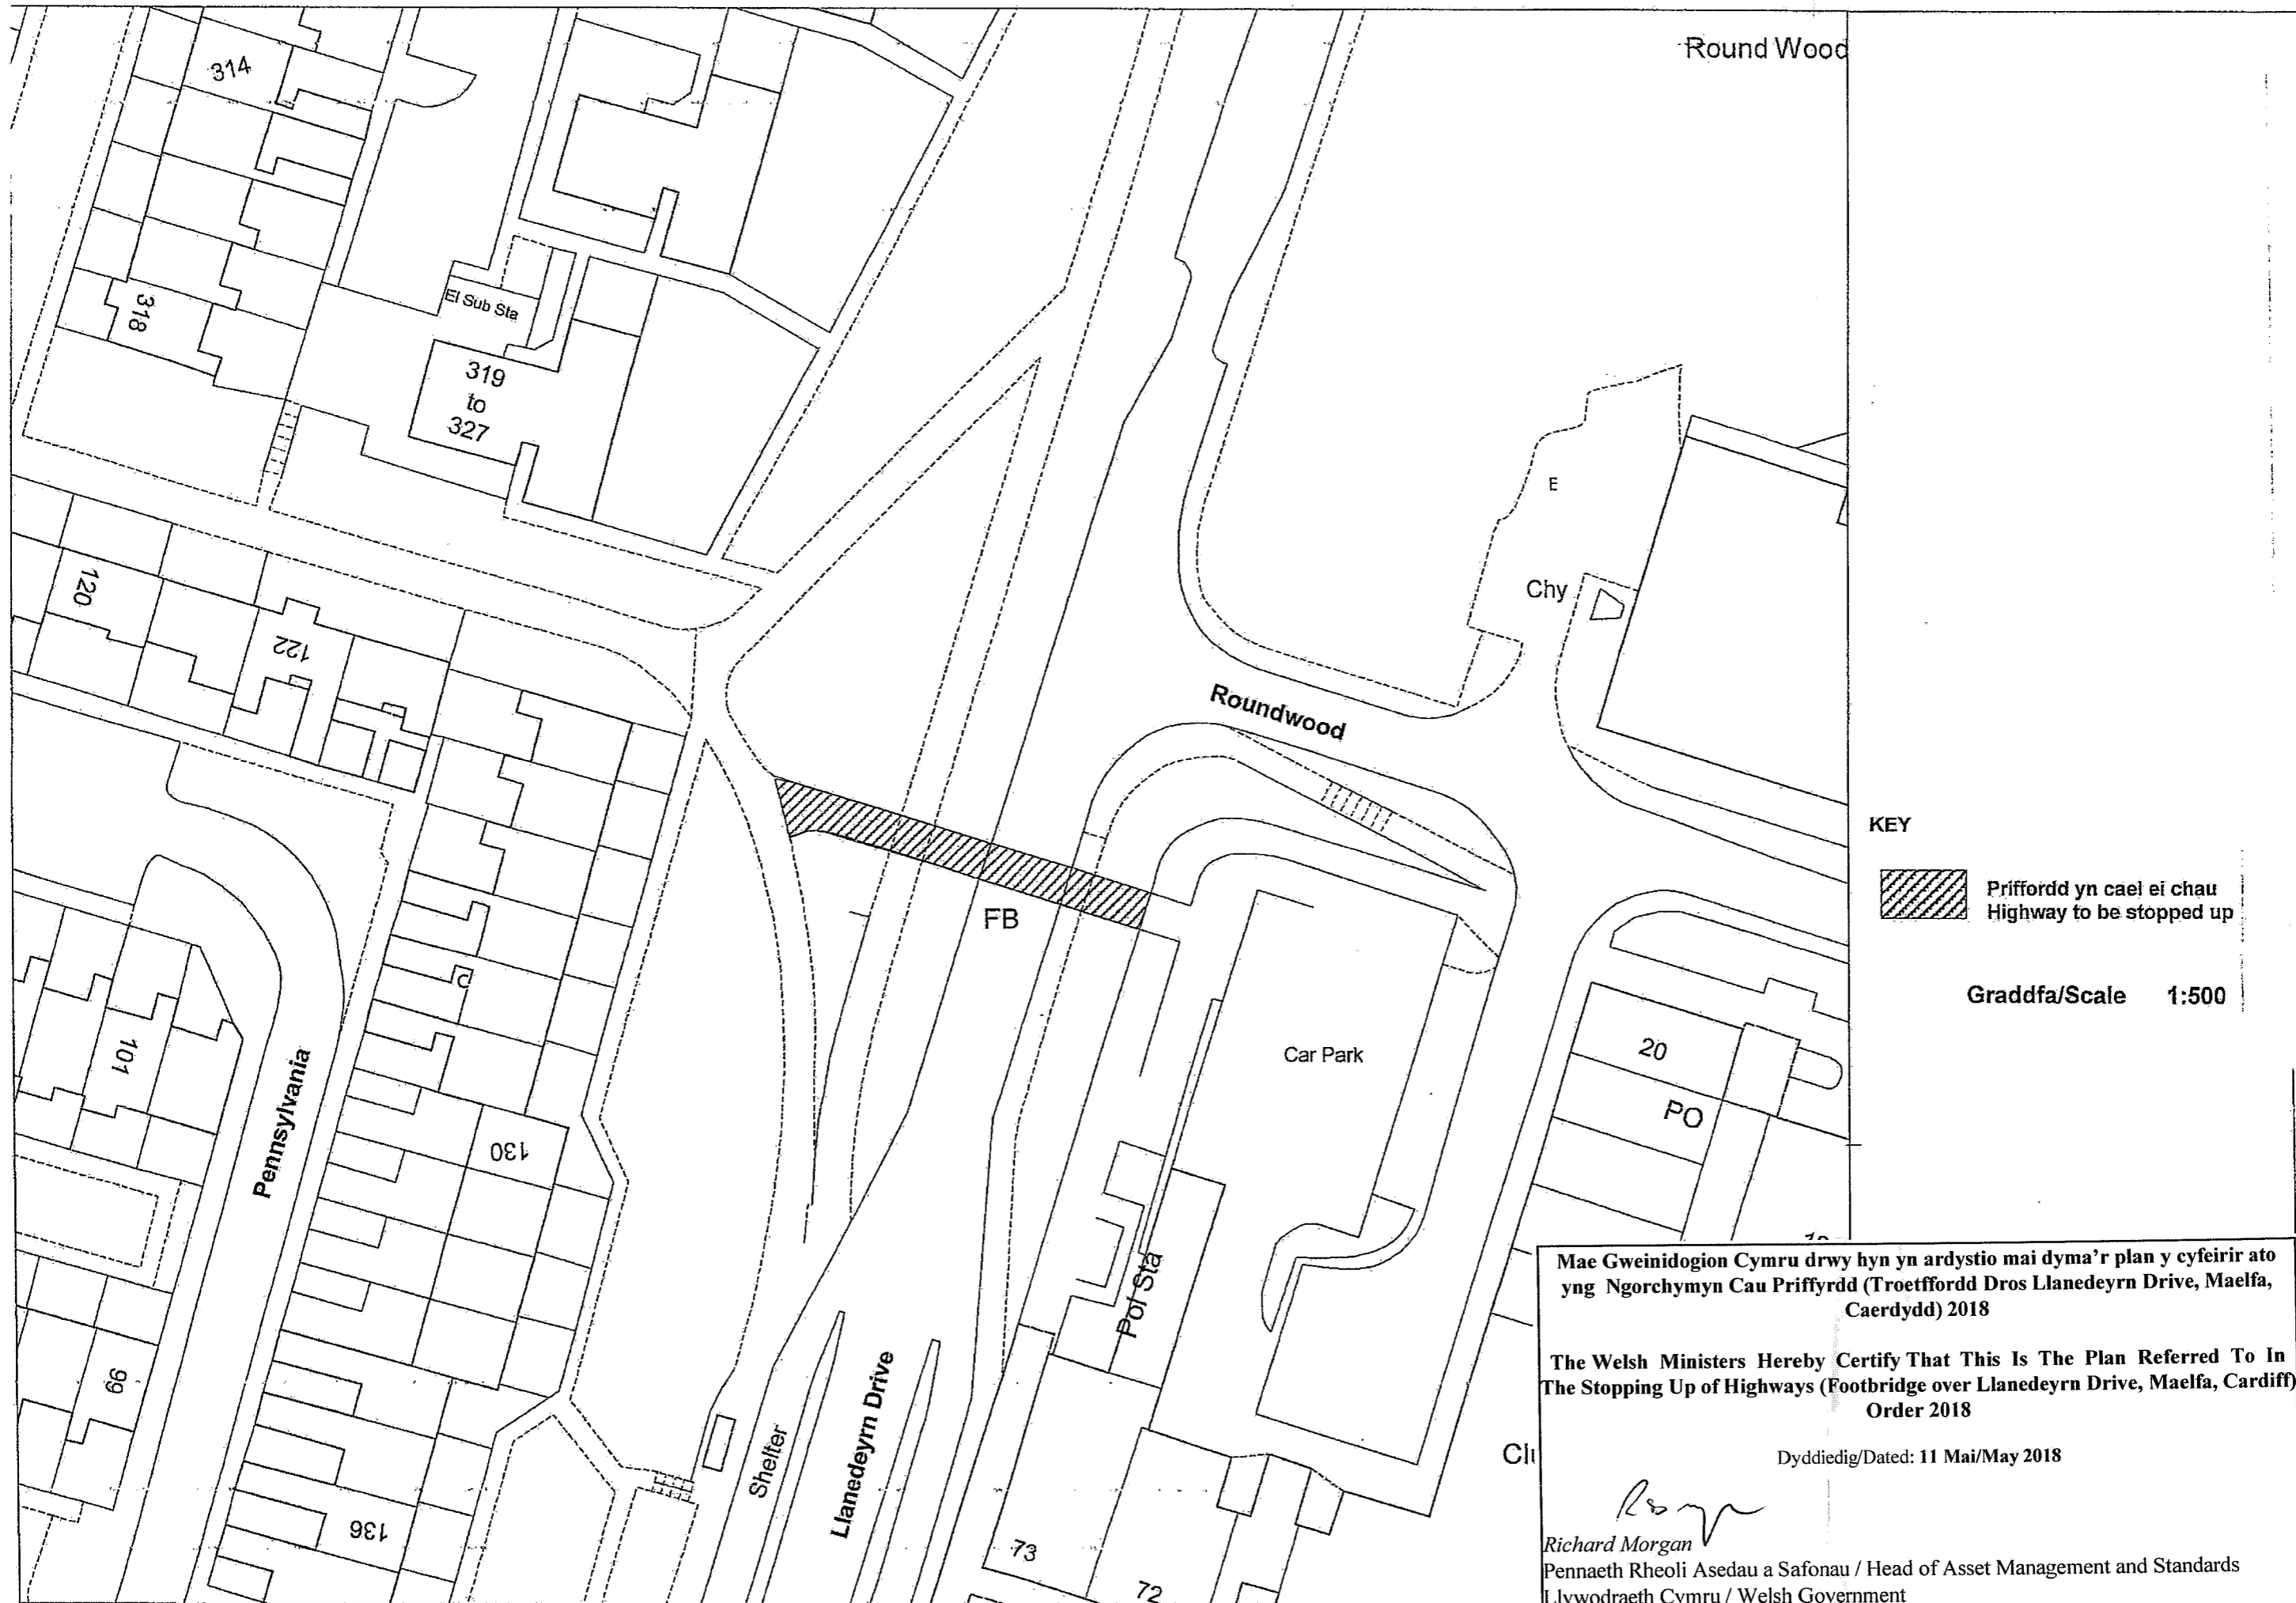 Round Wood
314
El Sub Sta
318
319
to
327
E
120
Chy
122
Roundwood
FB
KEY
Priffordd yn cael ei chau
Highway to be stopped up
Graddfa/Scale 1:500
101
Pennsylvania
Car Park
20
PO
130
Pol Sta
99
Shelter
Llanedeyrn Drive
136
73
72
Mae Gweinidogion Cymru drwy hyn yn ardystio mai dyma'r plan y cyfeirir ato
yng Ngorchymyn Cau Priffyrdd (Troetffordd Dros Llanedeyrn Drive, Maelfa,
Caerdydd) 2018
The Welsh Ministers Hereby Certify That This Is The Plan Referred To In
The Stopping Up of Highways (Footbridge over Llanedeyrn Drive, Maelfa, Cardiff)
Order 2018
Dyddiedig/Dated: 11 Mai/May 2018
Richard Morgan
Pennaeth Rheoli Asedau a Safonau / Head of Asset Management and Standards
Llywodraeth Cymru / Welsh Government